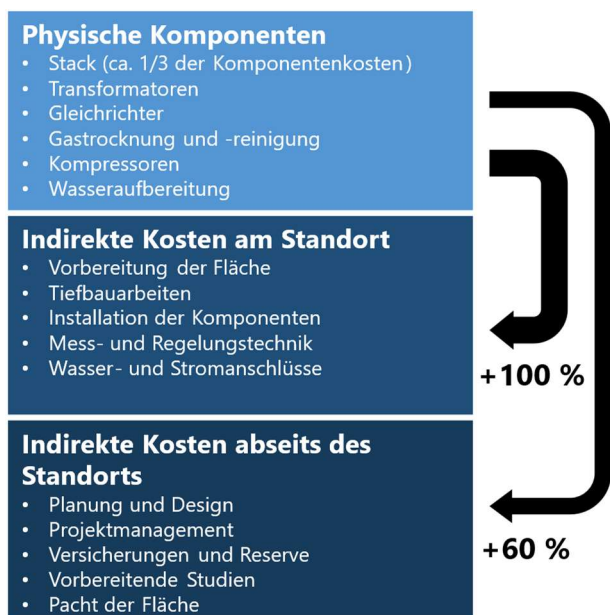 Physische Komponenten
• Stack (ca. 1/3 der Komponentenkosten)
• Transformatoren
• Gleichrichter
• Gastrocknung und -reinigung
• Kompressoren
• Wasseraufbereitung
Indirekte Kosten am Standort
• Vorbereitung der Fläche
• Tiefbauarbeiten
• Installation der Komponenten
• Mess- und Regelungstechnik
• Wasser- und Stromanschlüsse
+100 %
Indirekte Kosten abseits des
Standorts
• Planung und Design
• Projektmanagement
• Versicherungen und Reserve
• Vorbereitende Studien
• Pacht der Fläche
+60 %